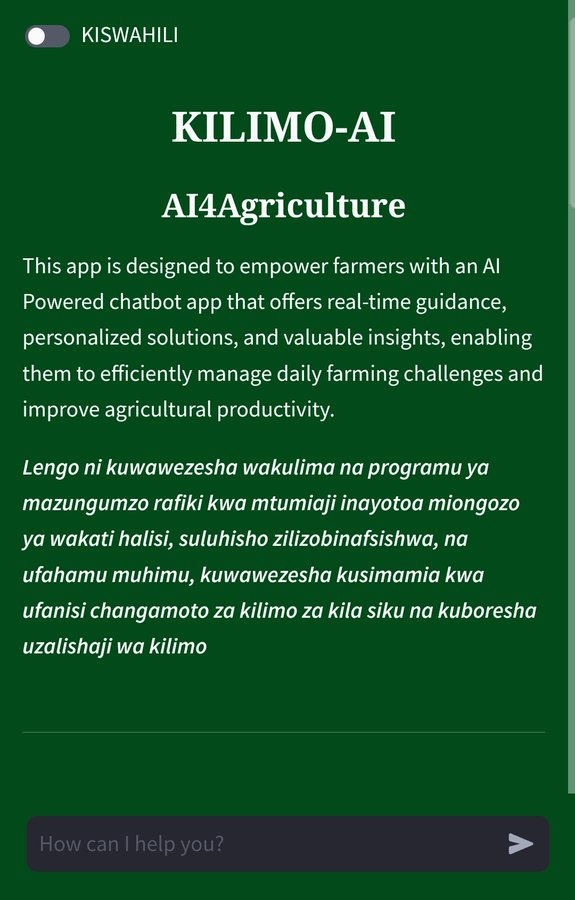 KISWAHILI
KILIMO-AI
AI4Agriculture
This app is designed to empower farmers with an AI
Powered chatbot app that offers real-time guidance,
personalized solutions, and valuable insights, enabling
them to efficiently manage daily farming challenges and
improve agricultural productivity.
Lengo ni kuwawezesha wakulima na programu ya
mazungumzo rafiki kwa mtumiaji inayotoa miongozo
ya wakati halisi, suluhisho zilizobinafsishwa, na
ufahamu muhimu, kuwawezesha kusimamia kwa
ufanisi changamoto za kilimo za kila siku na kuboresha
uzalishaji wa kilimo
How can I help you?